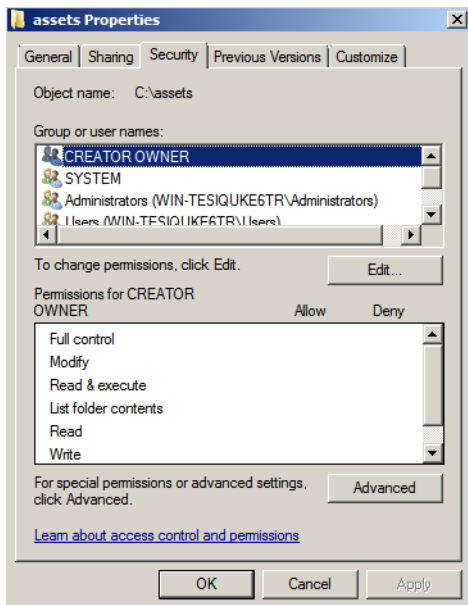 assets Properties
General Sharing Security Previous Versions Customize
Object name: C:\assets
Group or user names:
CREATOR OWNER
SYSTEM
Administrators (WIN-TESIQUKE6TR\Administrators)
Users (WIN-TESIQUKE6TR\Users)
To change permissions, click Edit.
Edit...
Permissions for CREATOR
OWNER Allow Deny
Full control
Modify
Read & execute
List folder contents
Read
Write
For special permissions or advanced settings,
click Advanced.
Advanced
Learn about access control and permissions
OK Cancel Apply